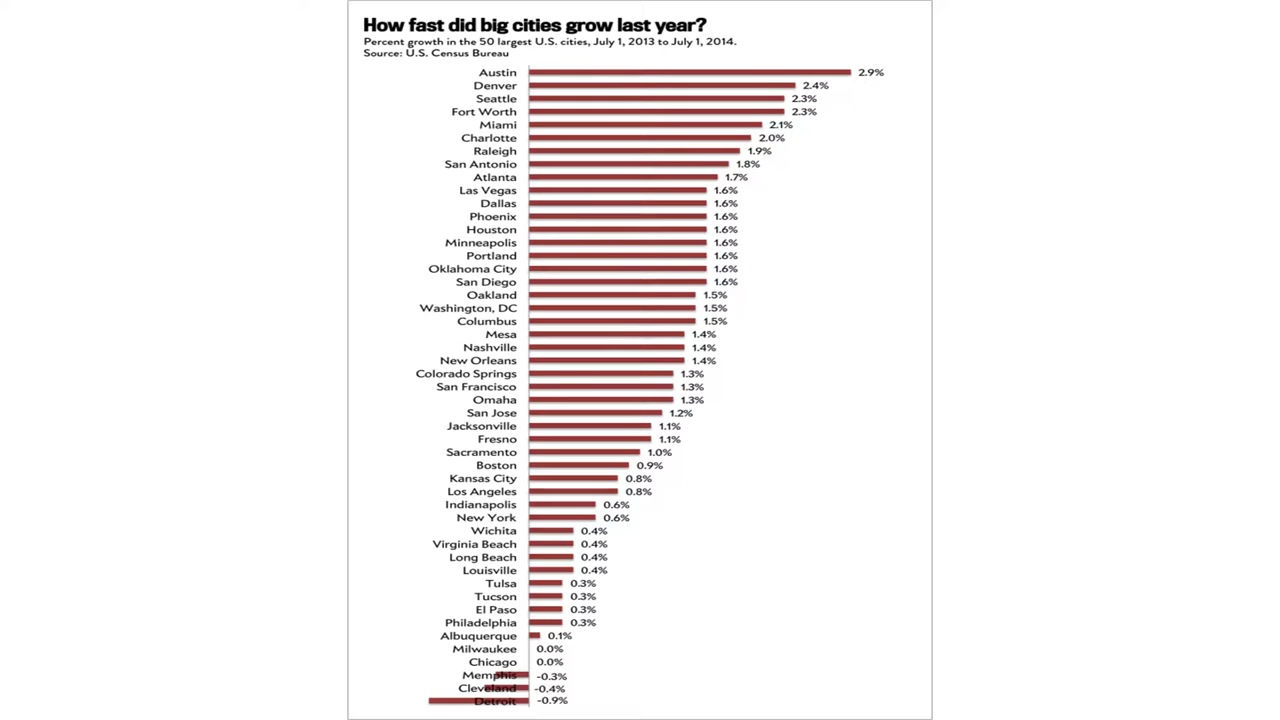 How fast did big cities grow last year?
Percent growth in the 50 largest U.S. cities, July 1, 2013 to July 1, 2014.
Source: U.S. Census Bureau
Austin 2.9%
Denver 2.4%
Seattle 2.3%
Fort Worth 2.3%
Miami 2.1%
Charlotte 2.0%
Raleigh 1.9%
San Antonio 1.8%
Atlanta 1.7%
Las Vegas 1.6%
Dallas 1.6%
Phoenix 1.6%
Houston 1.6%
Minneapolis 1.6%
Portland 1.6%
Oklahoma City 1.6%
San Diego 1.6%
Oakland 1.5%
Washington, DC 1.5%
Columbus 1.5%
Mesa 1.4%
Nashville 1.4%
New Orleans 1.4%
Colorado Springs 1.3%
San Francisco 1.3%
Omaha 1.3%
San Jose 1.2%
Jacksonville 1.1%
Fresno 1.1%
Sacramento 1.0%
Boston 0.9%
Kansas City 0.8%
Los Angeles 0.8%
Indianapolis 0.6%
New York 0.6%
Wichita 0.4%
Virginia Beach 0.4%
Long Beach 0.4%
Louisville 0.4%
Tulsa 0.3%
Tucson 0.3%
El Paso 0.3%
Philadelphia 0.3%
Albuquerque 0.1%
Milwaukee 0.0%
Chicago 0.0%
Memphis -0.3%
Cleveland -0.4%
Detroit -0.9%